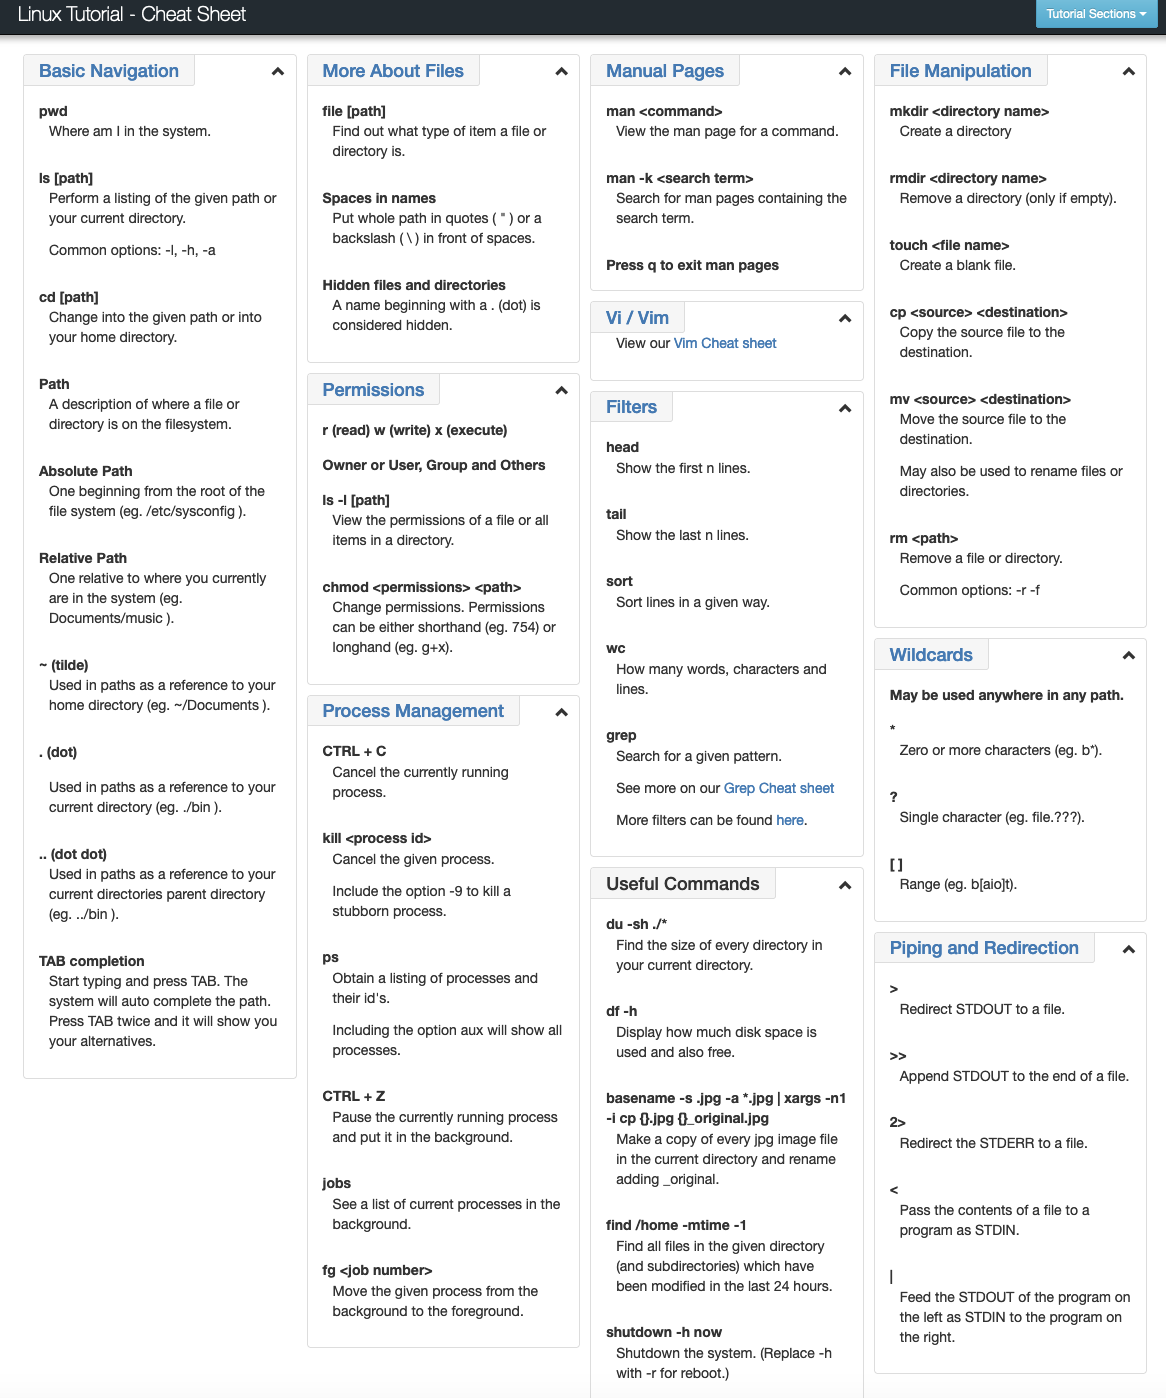 Linux Tutorial - Cheat Sheet
Tutorial Sections
Basic Navigation
pwd
Where am I in the system.
ls [path]
Perform a listing of the given path or
your current directory.
Common options: -l, -h, -a
cd [path]
Change into the given path or into
your home directory.
Path
A description of where a file or
directory is on the filesystem.
Absolute Path
One beginning from the root of the
file system (eg. /etc/sysconfig ).
Relative Path
One relative to where you currently
are in the system (eg.
Documents/music ).
~ (tilde)
Used in paths as a reference to your
home directory (eg. ~/Documents ).
. (dot)
Used in paths as a reference to your
current directory (eg. ./bin ).
.. (dot dot)
Used in paths as a reference to your
current directories parent directory
(eg. ../bin ).
TAB completion
Start typing and press TAB. The
system will auto complete the path.
Press TAB twice and it will show you
your alternatives.
More About Files
file [path]
Find out what type of item a file or
directory is.
Spaces in names
Put whole path in quotes ( " ) or a
backslash ( \ ) in front of spaces.
Hidden files and directories
A name beginning with a . (dot) is
considered hidden.
Permissions
r (read) w (write) x (execute)
Owner or User, Group and Others
ls -l [path]
View the permissions of a file or all
items in a directory.
chmod <permissions> <path>
Change permissions. Permissions
can be either shorthand (eg. 754) or
longhand (eg. g+x).
Process Management
CTRL + C
Cancel the currently running
process.
kill <process id>
Cancel the given process.
Include the option -9 to kill a
stubborn process.
ps
Obtain a listing of processes and
their id's.
Including the option aux will show all
processes.
CTRL + Z
Pause the currently running process
and put it in the background.
jobs
See a list of current processes in the
background.
fg <job number>
Move the given process from the
background to the foreground.
Manual Pages
man <command>
View the man page for a command.
man -k <search term>
Search for man pages containing the
search term.
Press q to exit man pages
Vi / Vim
View our Vim Cheat sheet
Filters
head
Show the first n lines.
tail
Show the last n lines.
sort
Sort lines in a given way.
wc
How many words, characters and
lines.
grep
Search for a given pattern.
See more on our Grep Cheat sheet
More filters can be found here.
Useful Commands
du -sh ./*
Find the size of every directory in
your current directory.
df -h
Display how much disk space is
used and also free.
basename -s .jpg -a *.jpg | xargs -n1
-i cp {}.jpg {}_original.jpg
Make a copy of every jpg image file
in the current directory and rename
adding _original.
find /home -mtime -1
Find all files in the given directory
(and subdirectories) which have
been modified in the last 24 hours.
shutdown -h now
Shutdown the system. (Replace -h
with -r for reboot.)
File Manipulation
mkdir <directory name>
Create a directory
rmdir <directory name>
Remove a directory (only if empty).
touch <file name>
Create a blank file.
cp <source> <destination>
Copy the source file to the
destination.
mv <source> <destination>
Move the source file to the
destination.
May also be used to rename files or
directories.
rm <path>
Remove a file or directory.
Common options: -r -f
Wildcards
May be used anywhere in any path.
*
Zero or more characters (eg. b*).
?
Single character (eg. file.???).
[ ]
Range (eg. b[aio]t).
Piping and Redirection
>
Redirect STDOUT to a file.
>>
Append STDOUT to the end of a file.
2>
Redirect the STDERR to a file.
<
Pass the contents of a file to a
program as STDIN.
|
Feed the STDOUT of the program on
the left as STDIN to the program on
the right.